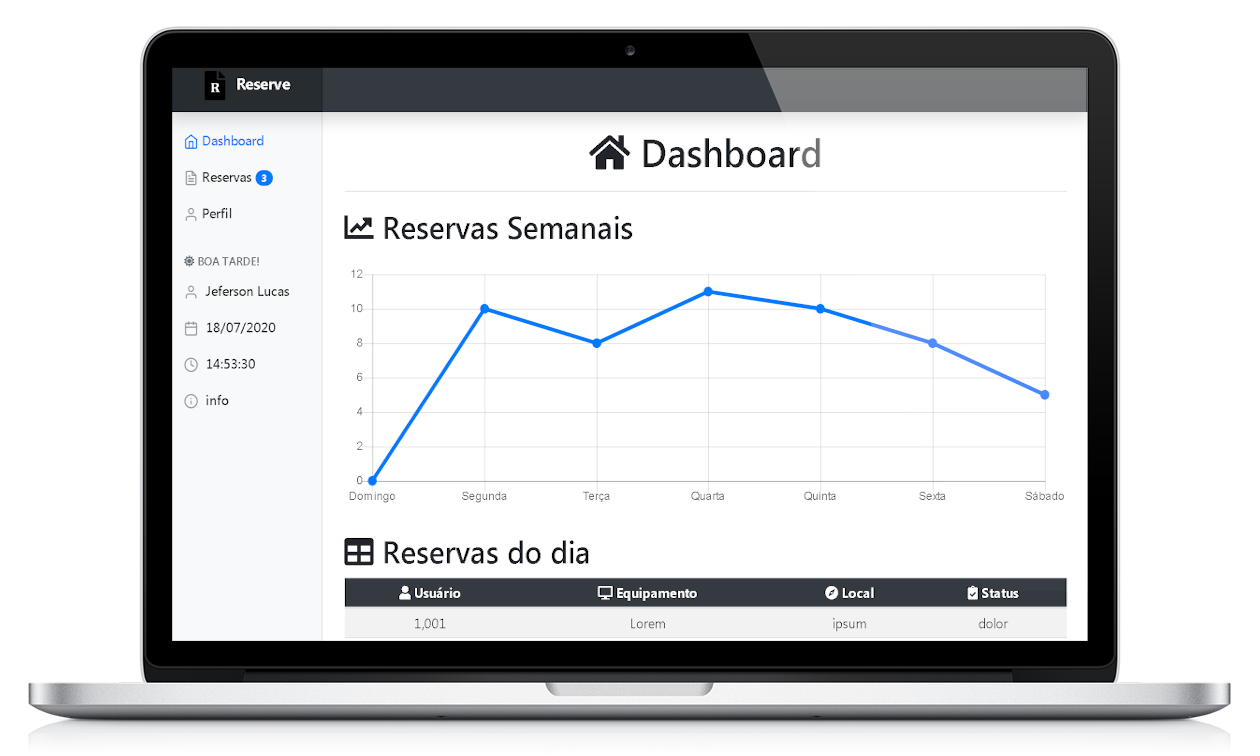 R Reserve
Dashboard
Reservas 3
Perfil
BOA TARDE!
Jeferson Lucas
18/07/2020
14:53:30
info
Dashboard
Reservas Semanais
12
10
8
6
4
2
0
Domingo Segunda Terça Quarta Quinta Sexta Sábado
Reservas do dia
Usuário Equipamento Local Status
1,001 Lorem ipsum dolor